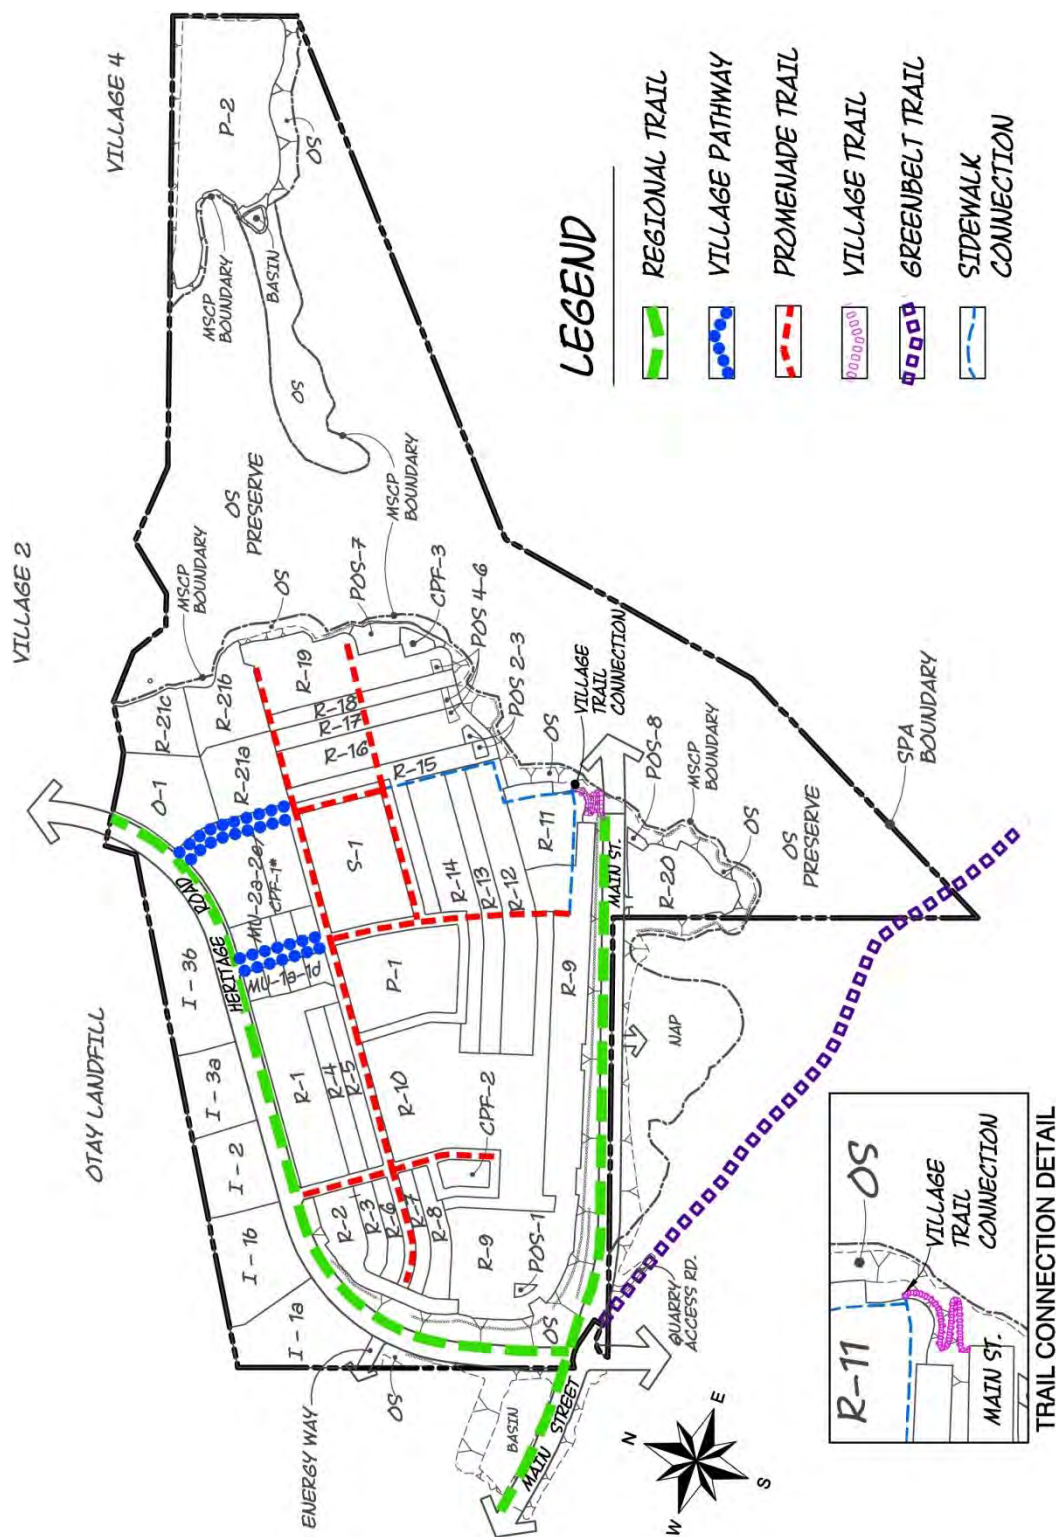 VILLAGE 4
VILLAGE 2
OTAY LANDFILL
P-2
OS
MSCP
BOUNDARY
BASIN
OS
MSCP
BOUNDARY
OS
PRESERVE
MSCP
BOUNDARY
OS
POS-7
CPF-3
POS 4-6
POS 2-3
VILLAGE
TRAIL
CONNECTION
OS
POS-8
MSCP
BOUNDARY
OS
OS
PRESERVE
SPA
BOUNDARY
R-21c
R-21b
R-21a
O-1
R-19
R-18
R-17
R-16
R-15
S-1
R-14
R-13
R-12
R-11
R-20
MAIN ST.
HERITAGE
ROAD
MU-2a-2e/
CPF-1*
I-3b
I-3a
I-2
I-1b
I-1a
P-1
R-1
R-4
R-5
R-10
R-9
CPF-2
R-2
R-3
R-6
R-7
R-8
R-9
POS-1
OS
NAP
QUARRY
ACCESS RD.
ENERGY WAY
OS
BASIN
MAIN STREET
N
E
S
W
LEGEND
REGIONAL TRAIL
VILLAGE PATHWAY
PROMENADE TRAIL
VILLAGE TRAIL
GREENBELT TRAIL
SIDEWALK
CONNECTION
R-11
OS
VILLAGE
TRAIL
CONNECTION
MAIN ST.
TRAIL CONNECTION DETAIL